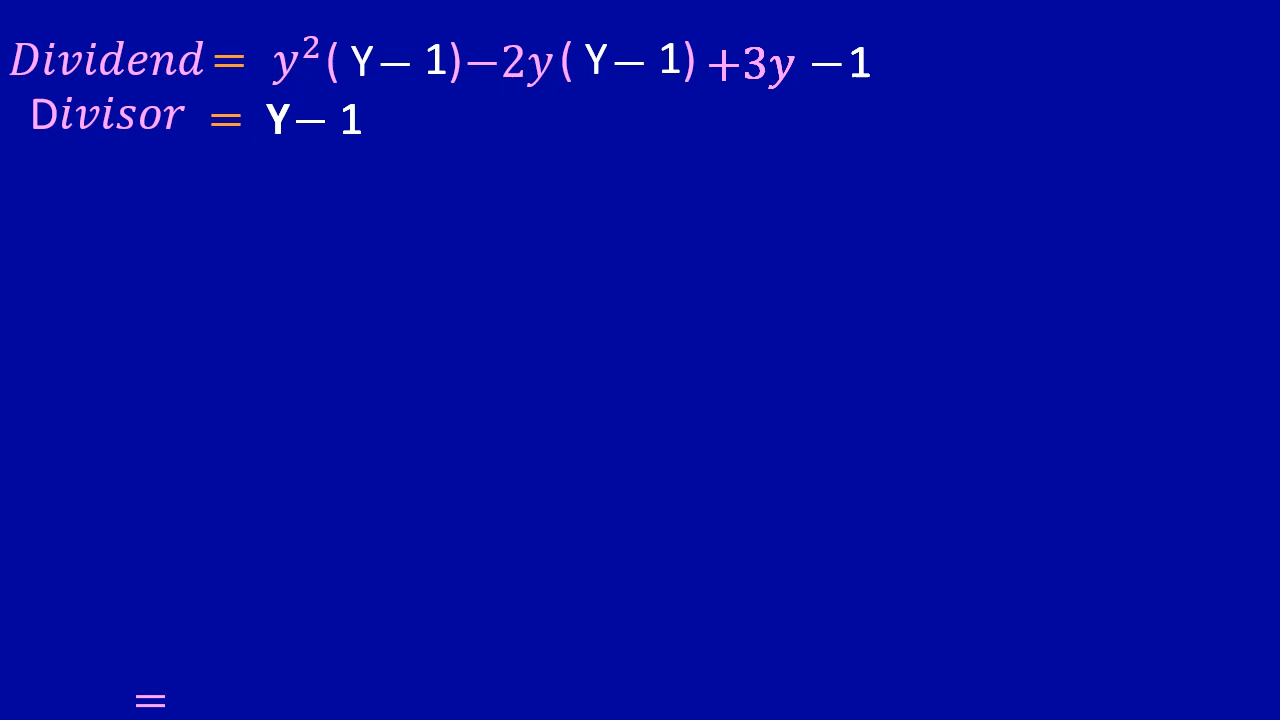 Dividend = y²( Y− 1)−2y( Y− 1) +3y −1
Divisor = Y− 1
=